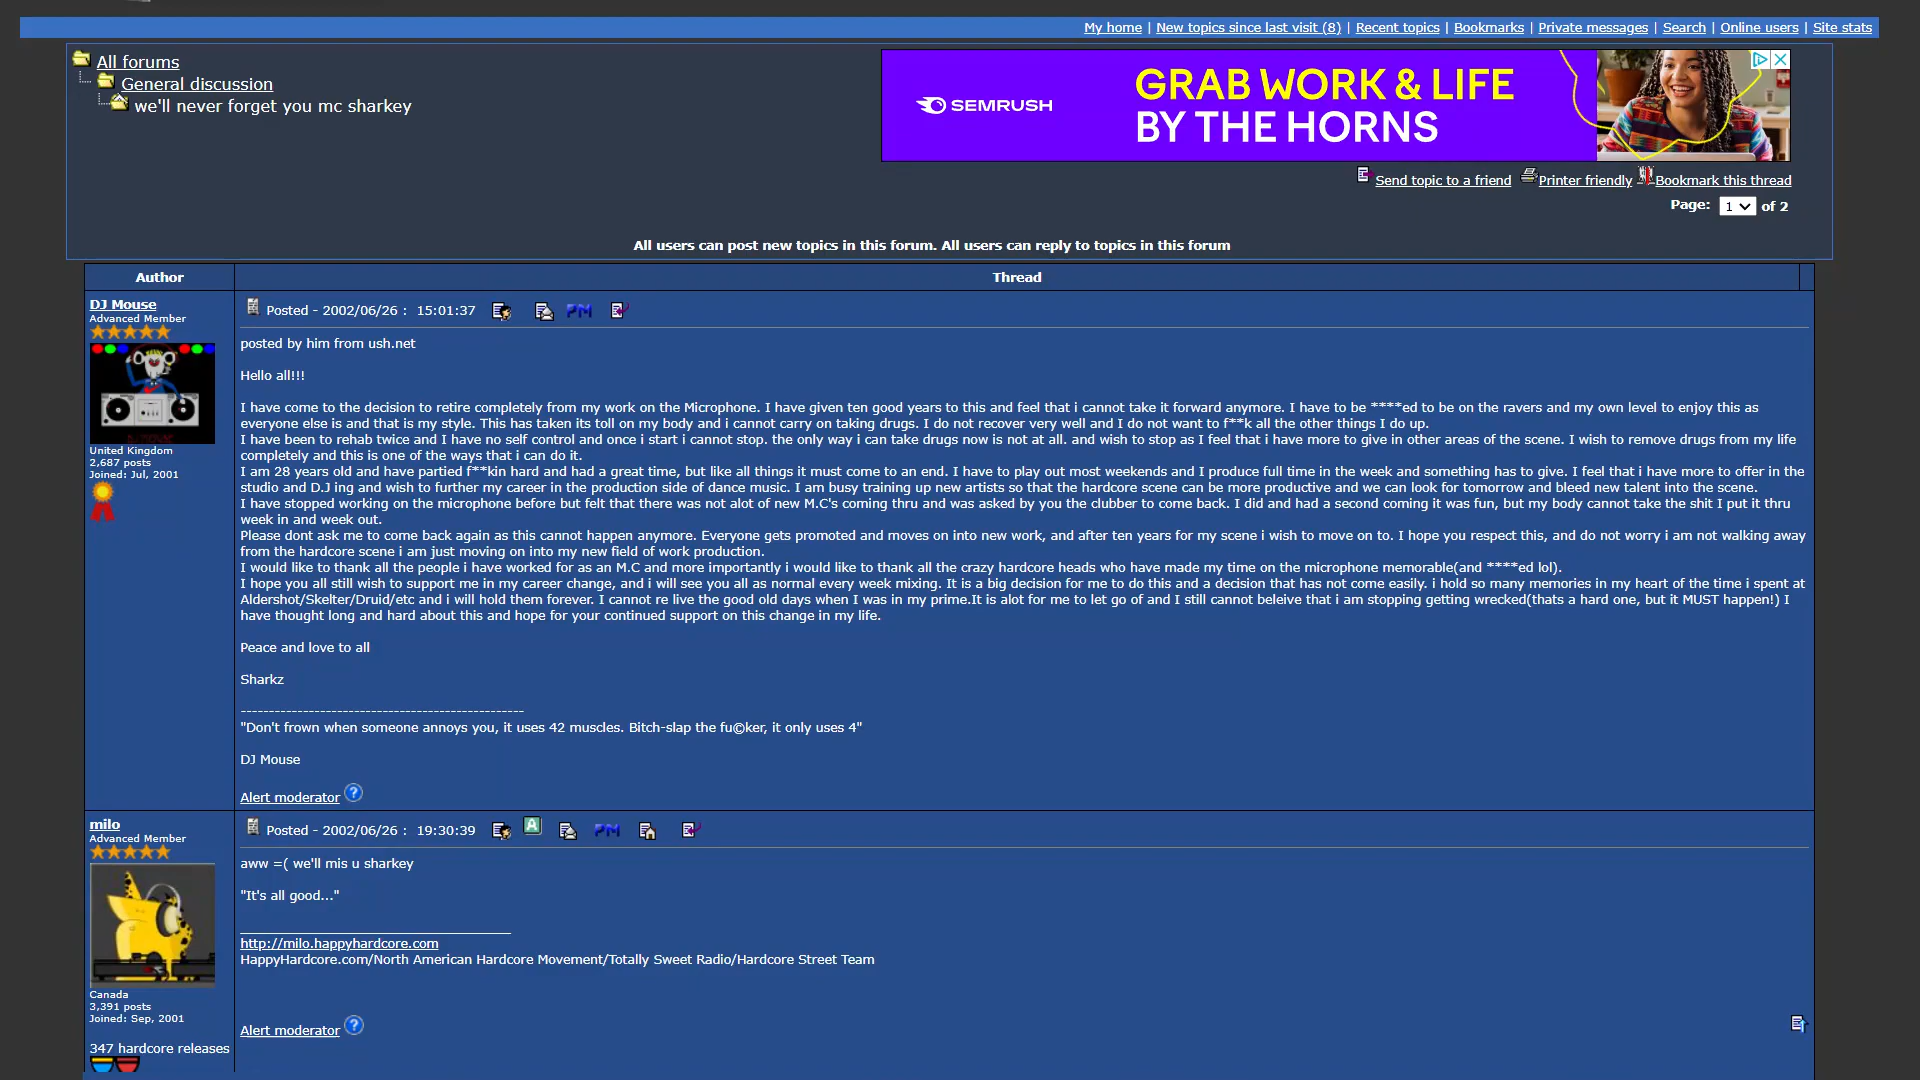 My home | New topics since last visit (8) | Recent topics | Bookmarks | Private messages | Search | Online users | Site stats
All forums
General discussion
we'll never forget you mc sharkey
SEMRUSH
GRAB WORK & LIFE
BY THE HORNS
Send topic to a friend Printer friendly Bookmark this thread
Page: 1 of 2
All users can post new topics in this forum. All users can reply to topics in this forum
Author Thread
DJ Mouse
Advanced Member
United Kingdom
2,687 posts
Joined: Jul, 2001
Posted - 2002/06/26 : 15:01:37 PM
posted by him from ush.net
Hello all!!!
I have come to the decision to retire completely from my work on the Microphone. I have given ten good years to this and feel that i cannot take it forward anymore. I have to be ****ed to be on the ravers and my own level to enjoy this as
everyone else is and that is my style. This has taken its toll on my body and i cannot carry on taking drugs. I do not recover very well and I do not want to f**k all the other things I do up.
I have been to rehab twice and I have no self control and once i start i cannot stop. the only way i can take drugs now is not at all. and wish to stop as I feel that i have more to give in other areas of the scene. I wish to remove drugs from my life
completely and this is one of the ways that i can do it.
I am 28 years old and have partied f**kin hard and had a great time, but like all things it must come to an end. I have to play out most weekends and I produce full time in the week and something has to give. I feel that i have more to offer in the
studio and D.J ing and wish to further my career in the production side of dance music. I am busy training up new artists so that the hardcore scene can be more productive and we can look for tomorrow and bleed new talent into the scene.
I have stopped working on the microphone before but felt that there was not alot of new M.C's coming thru and was asked by you the clubber to come back. I did and had a second coming it was fun, but my body cannot take the shit I put it thru
week in and week out.
Please dont ask me to come back again as this cannot happen anymore. Everyone gets promoted and moves on into new work, and after ten years for my scene i wish to move on to. I hope you respect this, and do not worry i am not walking away
from the hardcore scene i am just moving on into my new field of work production.
I would like to thank all the people i have worked for as an M.C and more importantly i would like to thank all the crazy hardcore heads who have made my time on the microphone memorable(and ****ed lol).
I hope you all still wish to support me in my career change, and i will see you all as normal every week mixing. It is a big decision for me to do this and a decision that has not come easily. i hold so many memories in my heart of the time i spent at
Aldershot/Skelter/Druid/etc and i will hold them forever. I cannot re live the good old days when I was in my prime.It is alot for me to let go of and I still cannot beleive that i am stopping getting wrecked(thats a hard one, but it MUST happen!) I
have thought long and hard about this and hope for your continued support on this change in my life.
Peace and love to all
Sharkz
--------------------------------------------------
"Don't frown when someone annoys you, it uses 42 muscles. Bitch-slap the fu©ker, it only uses 4"
DJ Mouse
Alert moderator ?
milo
Advanced Member
Canada
3,391 posts
Joined: Sep, 2001
347 hardcore releases
Posted - 2002/06/26 : 19:30:39 A PM
aww =( we'll mis u sharkey
"It's all good..."
______________________________________
http://milo.happyhardcore.com
HappyHardcore.com/North American Hardcore Movement/Totally Sweet Radio/Hardcore Street Team
Alert moderator ?